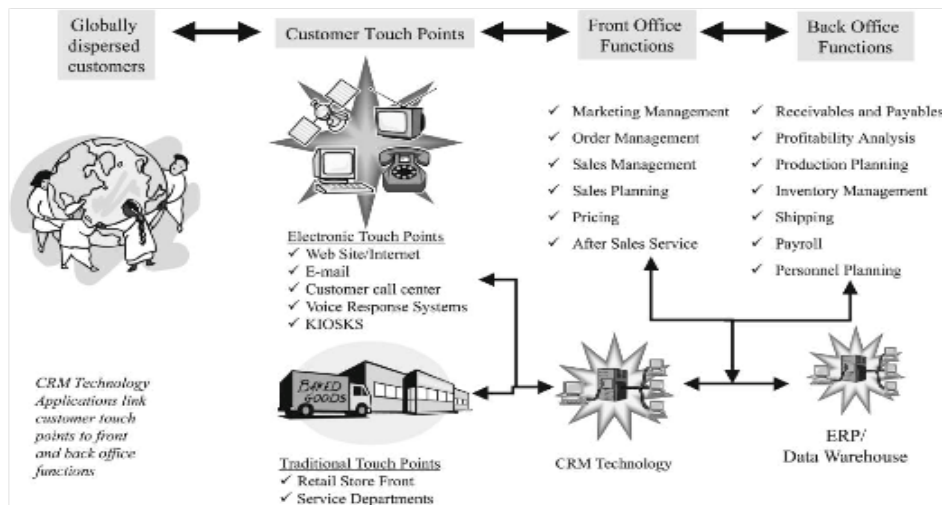 Globally
dispersed
customers
Customer Touch Points
Front Office
Functions
Back Office
Functions
✓ Marketing Management
✓ Order Management
✓ Sales Management
✓ Sales Planning
✓ Pricing
✓ After Sales Service
✓ Receivables and Payables
✓ Profitability Analysis
✓ Production Planning
✓ Inventory Management
✓ Shipping
✓ Payroll
✓ Personnel Planning
Electronic Touch Points
✓ Web Site/Internet
✓ E-mail
✓ Customer call center
✓ Voice Response Systems
✓ KIOSKS
CRM Technology
Applications link
customer touch
points to front
and back office
functions
BAKED
GOODS
Traditional Touch Points
✓ Retail Store Front
✓ Service Departments
CRM Technology
ERP/
Data Warehouse